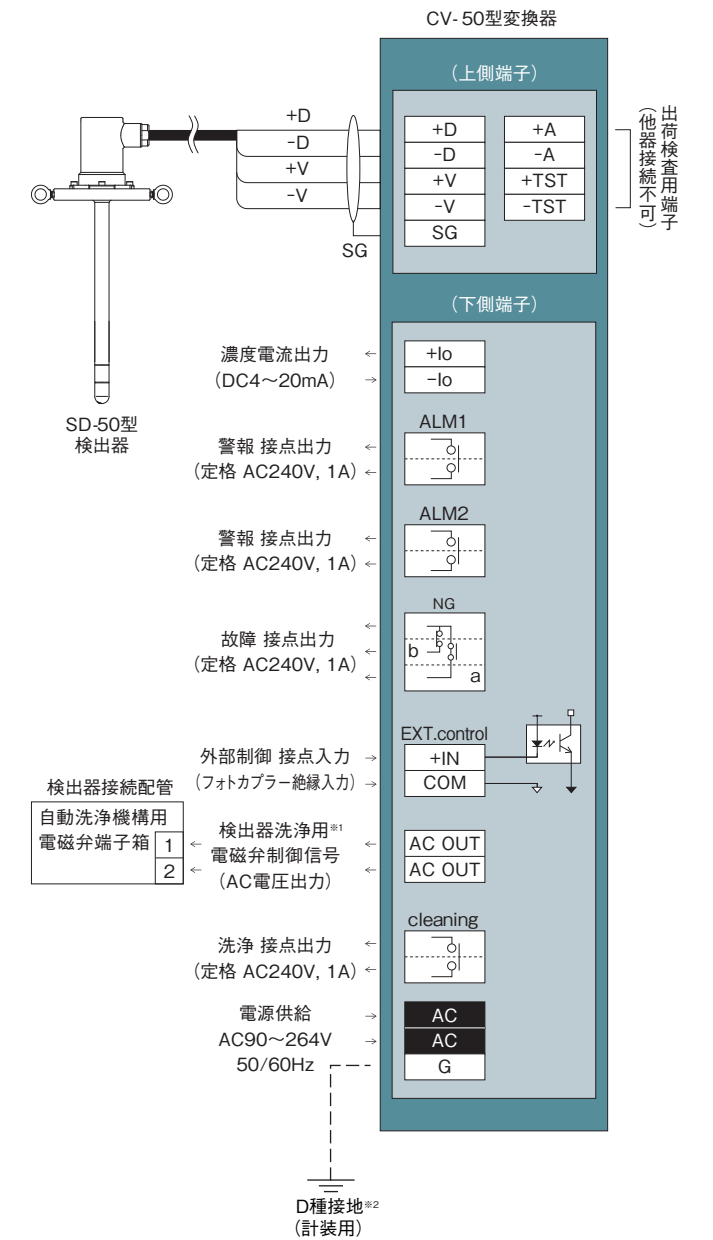 CV-50型変換器
（上側端子）
+D
-D
+V
-V
SG
+D
-D
+V
-V
SG
+A
-A
+TST
-TST
出荷検査用端子
（他器接続不可）
SD-50型
検出器
（下側端子）
濃度電流出力
（DC4～20mA）
+Io
-Io
ALM1
警報 接点出力
（定格 AC240V, 1A）
ALM2
警報 接点出力
（定格 AC240V, 1A）
NG
故障 接点出力
（定格 AC240V, 1A）
b
a
EXT.control
外部制御 接点入力
（フォトカプラー絶縁入力）
+IN
COM
検出器接続配管
自動洗浄機構用
電磁弁端子箱
1
2
検出器洗浄用※1
電磁弁制御信号
（AC電圧出力）
AC OUT
AC OUT
cleaning
洗浄 接点出力
（定格 AC240V, 1A）
電源供給
AC90～264V
50/60Hz
AC
AC
G
D種接地※2
（計装用）